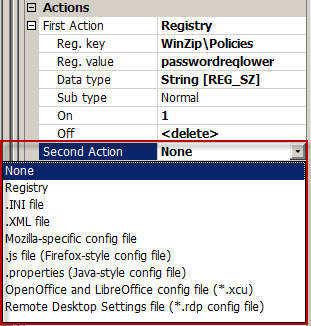 Actions
First Action Registry
Reg. key WinZip\Policies
Reg. value passwordreqlower
Data type String [REG_SZ]
Sub type Normal
On 1
Off <delete>
Second Action None
None
Registry
.INI file
.XML file
Mozilla-specific config file
.js file (Firefox-style config file)
.properties (Java-style config file)
OpenOffice and LibreOffice config file (*.xcu)
Remote Desktop Settings file (*.rdp config file)